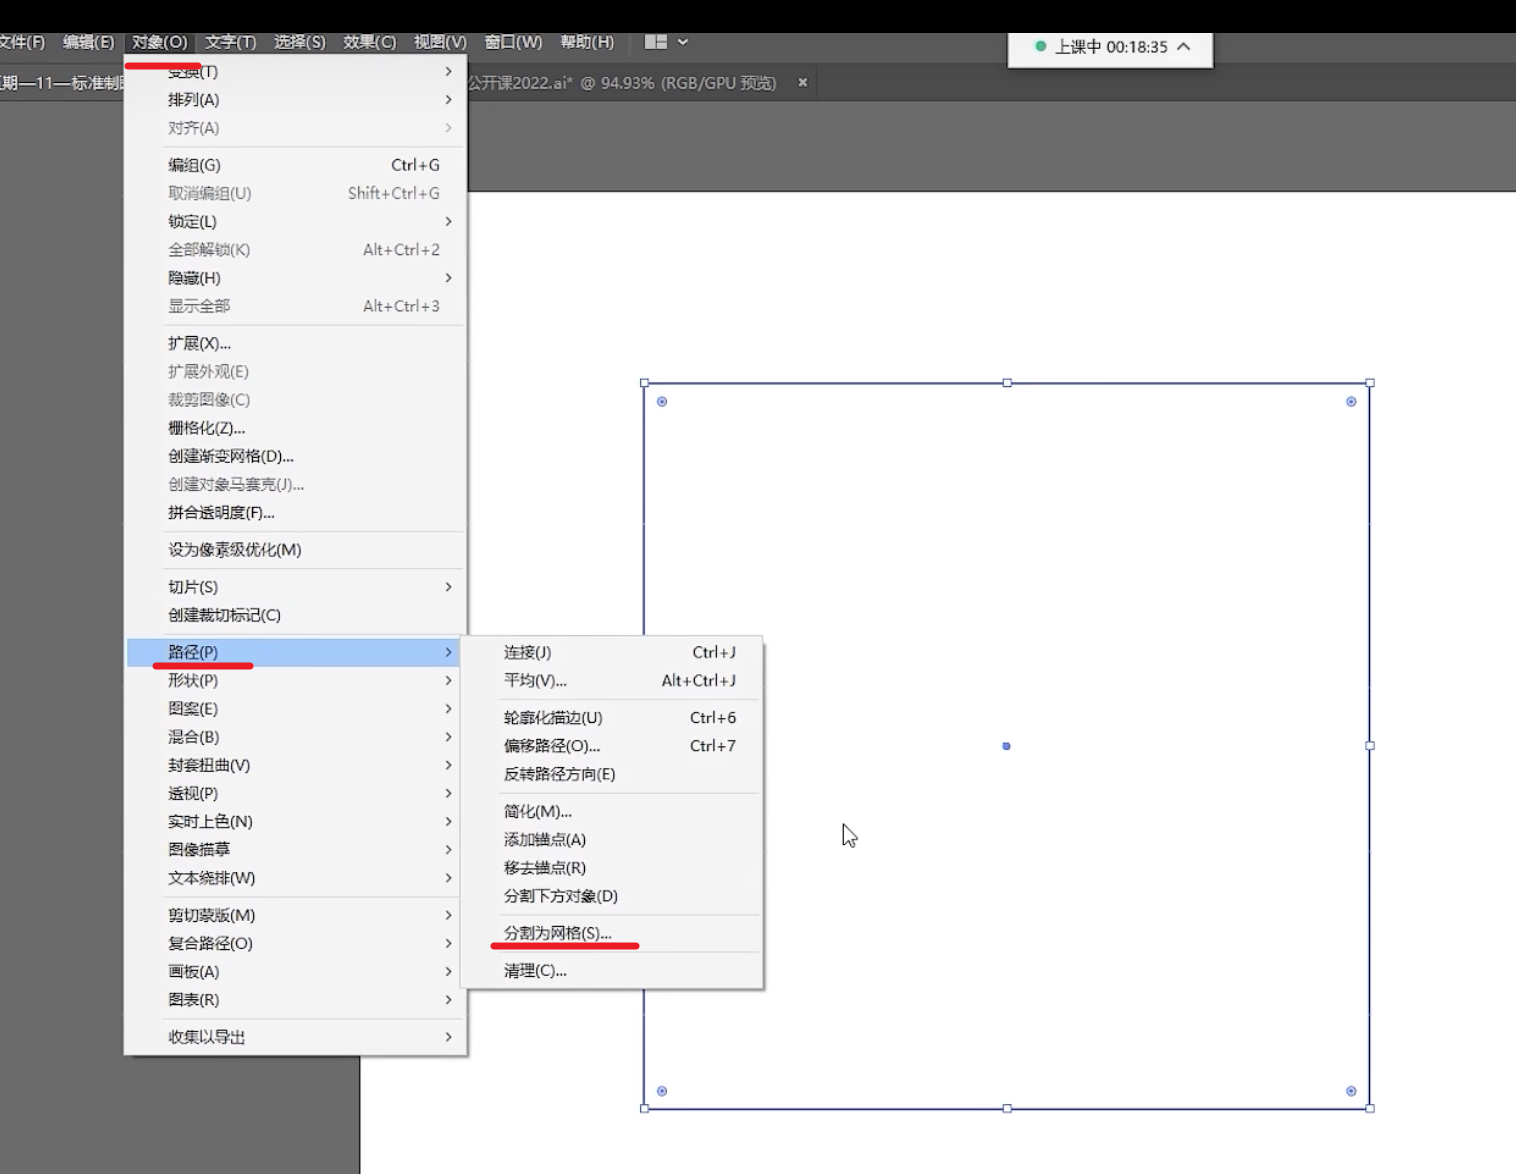 文件(F) 编辑(E) 对象(O) 文字(T) 选择(S) 效果(C) 视图(V) 窗口(W) 帮助(H)
上课中 00:18:35
期—11—标准制
公开课2022.ai* @ 94.93% (RGB/GPU 预览) ×
变换(T)
排列(A)
对齐(A)
编组(G) Ctrl+G
取消编组(U) Shift+Ctrl+G
锁定(L)
全部解锁(K) Alt+Ctrl+2
隐藏(H)
显示全部 Alt+Ctrl+3
扩展(X)...
扩展外观(E)
裁剪图像(C)
栅格化(Z)...
创建渐变网格(D)...
创建对象马赛克(J)...
拼合透明度(F)...
设为像素级优化(M)
切片(S)
创建裁切标记(C)
路径(P)
形状(P)
图案(E)
混合(B)
封套扭曲(V)
透视(P)
实时上色(N)
图像描摹
文本绕排(W)
剪切蒙版(M)
复合路径(O)
画板(A)
图表(R)
收集以导出
连接(J) Ctrl+J
平均(V)... Alt+Ctrl+J
轮廓化描边(U) Ctrl+6
偏移路径(O)... Ctrl+7
反转路径方向(E)
简化(M)...
添加锚点(A)
移去锚点(R)
分割下方对象(D)
分割为网格(S)...
清理(C)...